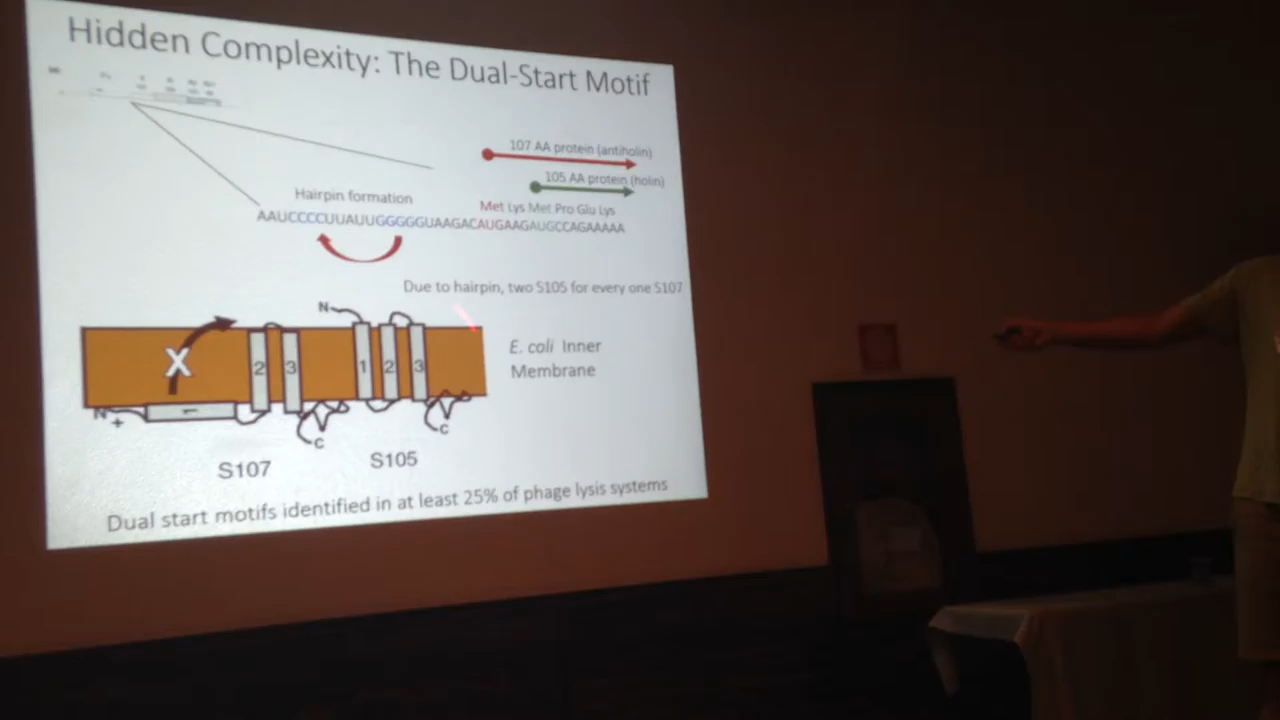 Hidden Complexity: The Dual-Start Motif
107 AA protein (antiholin)
105 AA protein (holin)
Hairpin formation
Met Lys Met Pro Glu Lys
AAUCCCCUUAUUGGGGGUAAGACAUGAAGAUGCCAGAAAAA
Due to hairpin, two S105 for every one S107
N
X
2 3
1 2 3
E. coli Inner
Membrane
N
+
1
C
C
S107
S105
Dual start motifs identified in at least 25% of phage lysis systems